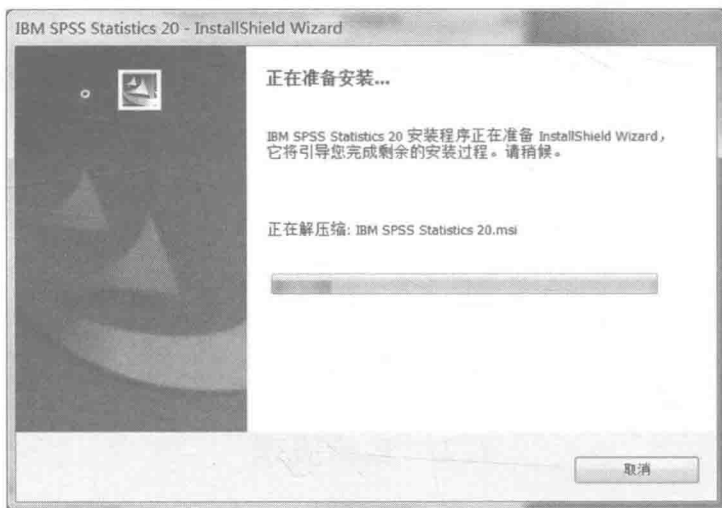 IBM SPSS Statistics 20 - InstallShield Wizard
正在准备安装...
IBM SPSS Statistics 20 安装程序正在准备 InstallShield Wizard，
它将引导您完成剩余的安装过程。请稍候。
正在解压缩: IBM SPSS Statistics 20.msi
取消